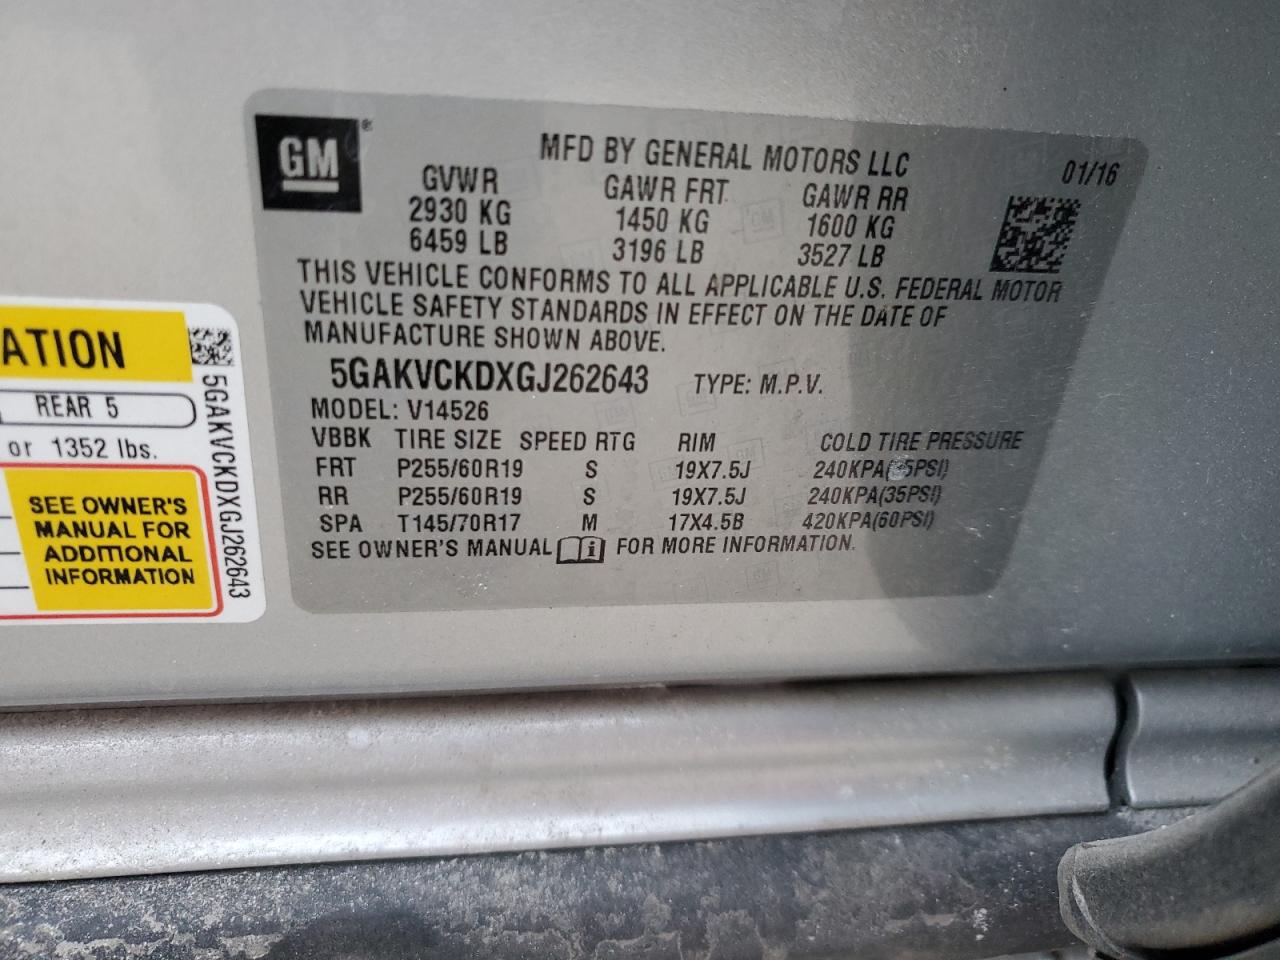 GM®
MFD BY GENERAL MOTORS LLC
01/16
GVWR GAWR FRT GAWR RR
2930 KG 1450 KG 1600 KG
6459 LB 3196 LB 3527 LB
THIS VEHICLE CONFORMS TO ALL APPLICABLE U.S. FEDERAL MOTOR
VEHICLE SAFETY STANDARDS IN EFFECT ON THE DATE OF
MANUFACTURE SHOWN ABOVE.
5GAKVCKDXGJ262643 TYPE: M.P.V.
MODEL: V14526
VBBK TIRE SIZE SPEED RTG RIM COLD TIRE PRESSURE
FRT P255/60R19 S 19X7.5J 240KPA(35PSI)
RR P255/60R19 S 19X7.5J 240KPA(35PSI)
SPA T145/70R17 M 17X4.5B 420KPA(60PSI)
SEE OWNER'S MANUAL i FOR MORE INFORMATION.
ATION
REAR 5
or 1352 lbs.
SEE OWNER'S
MANUAL FOR
ADDITIONAL
INFORMATION
5GAKVCKDXGJ262643